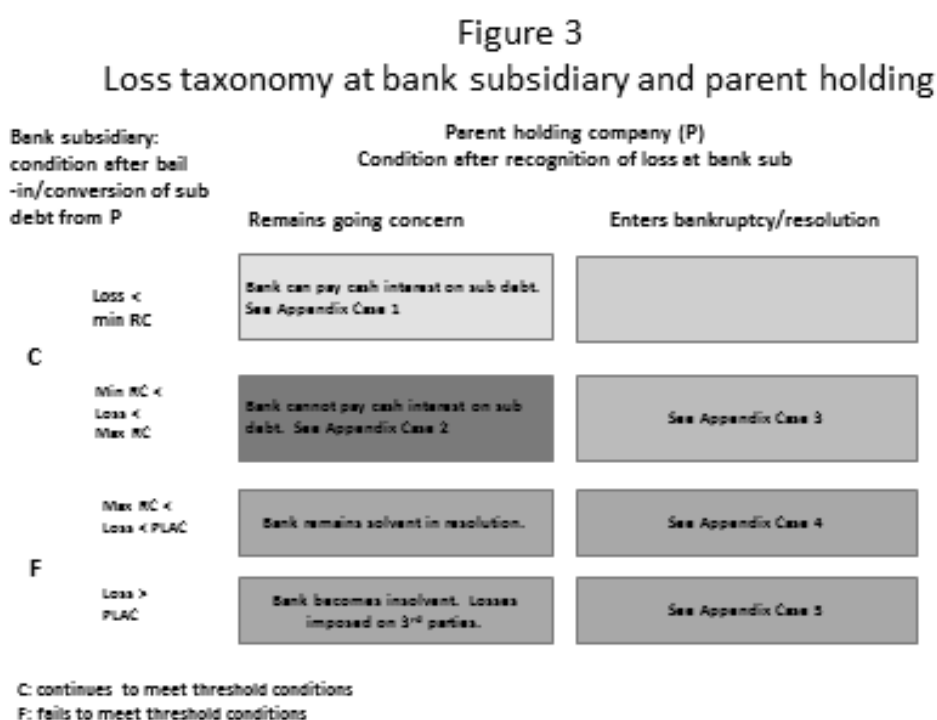 Figure 3
Loss taxonomy at bank subsidiary and parent holding
Bank subsidiary:
condition after bail
-in/conversion of sub
debt from P
Parent holding company (P)
Condition after recognition of loss at bank sub
Remains going concern
Enters bankruptcy/resolution
Loss <
min RC
Bank can pay cash interest on sub debt.
See Appendix Case 1
C
Min RC <
Loss <
Max RC
Bank cannot pay cash interest on sub
debt. See Appendix Case 2
See Appendix Case 3
Max RC <
Loss < PLAC
Bank remains solvent in resolution.
See Appendix Case 4
F
Loss >
PLAC
Bank becomes insolvent. Losses
imposed on 3rd parties.
See Appendix Case 5
C: continues to meet threshold conditions
F: fails to meet threshold conditions